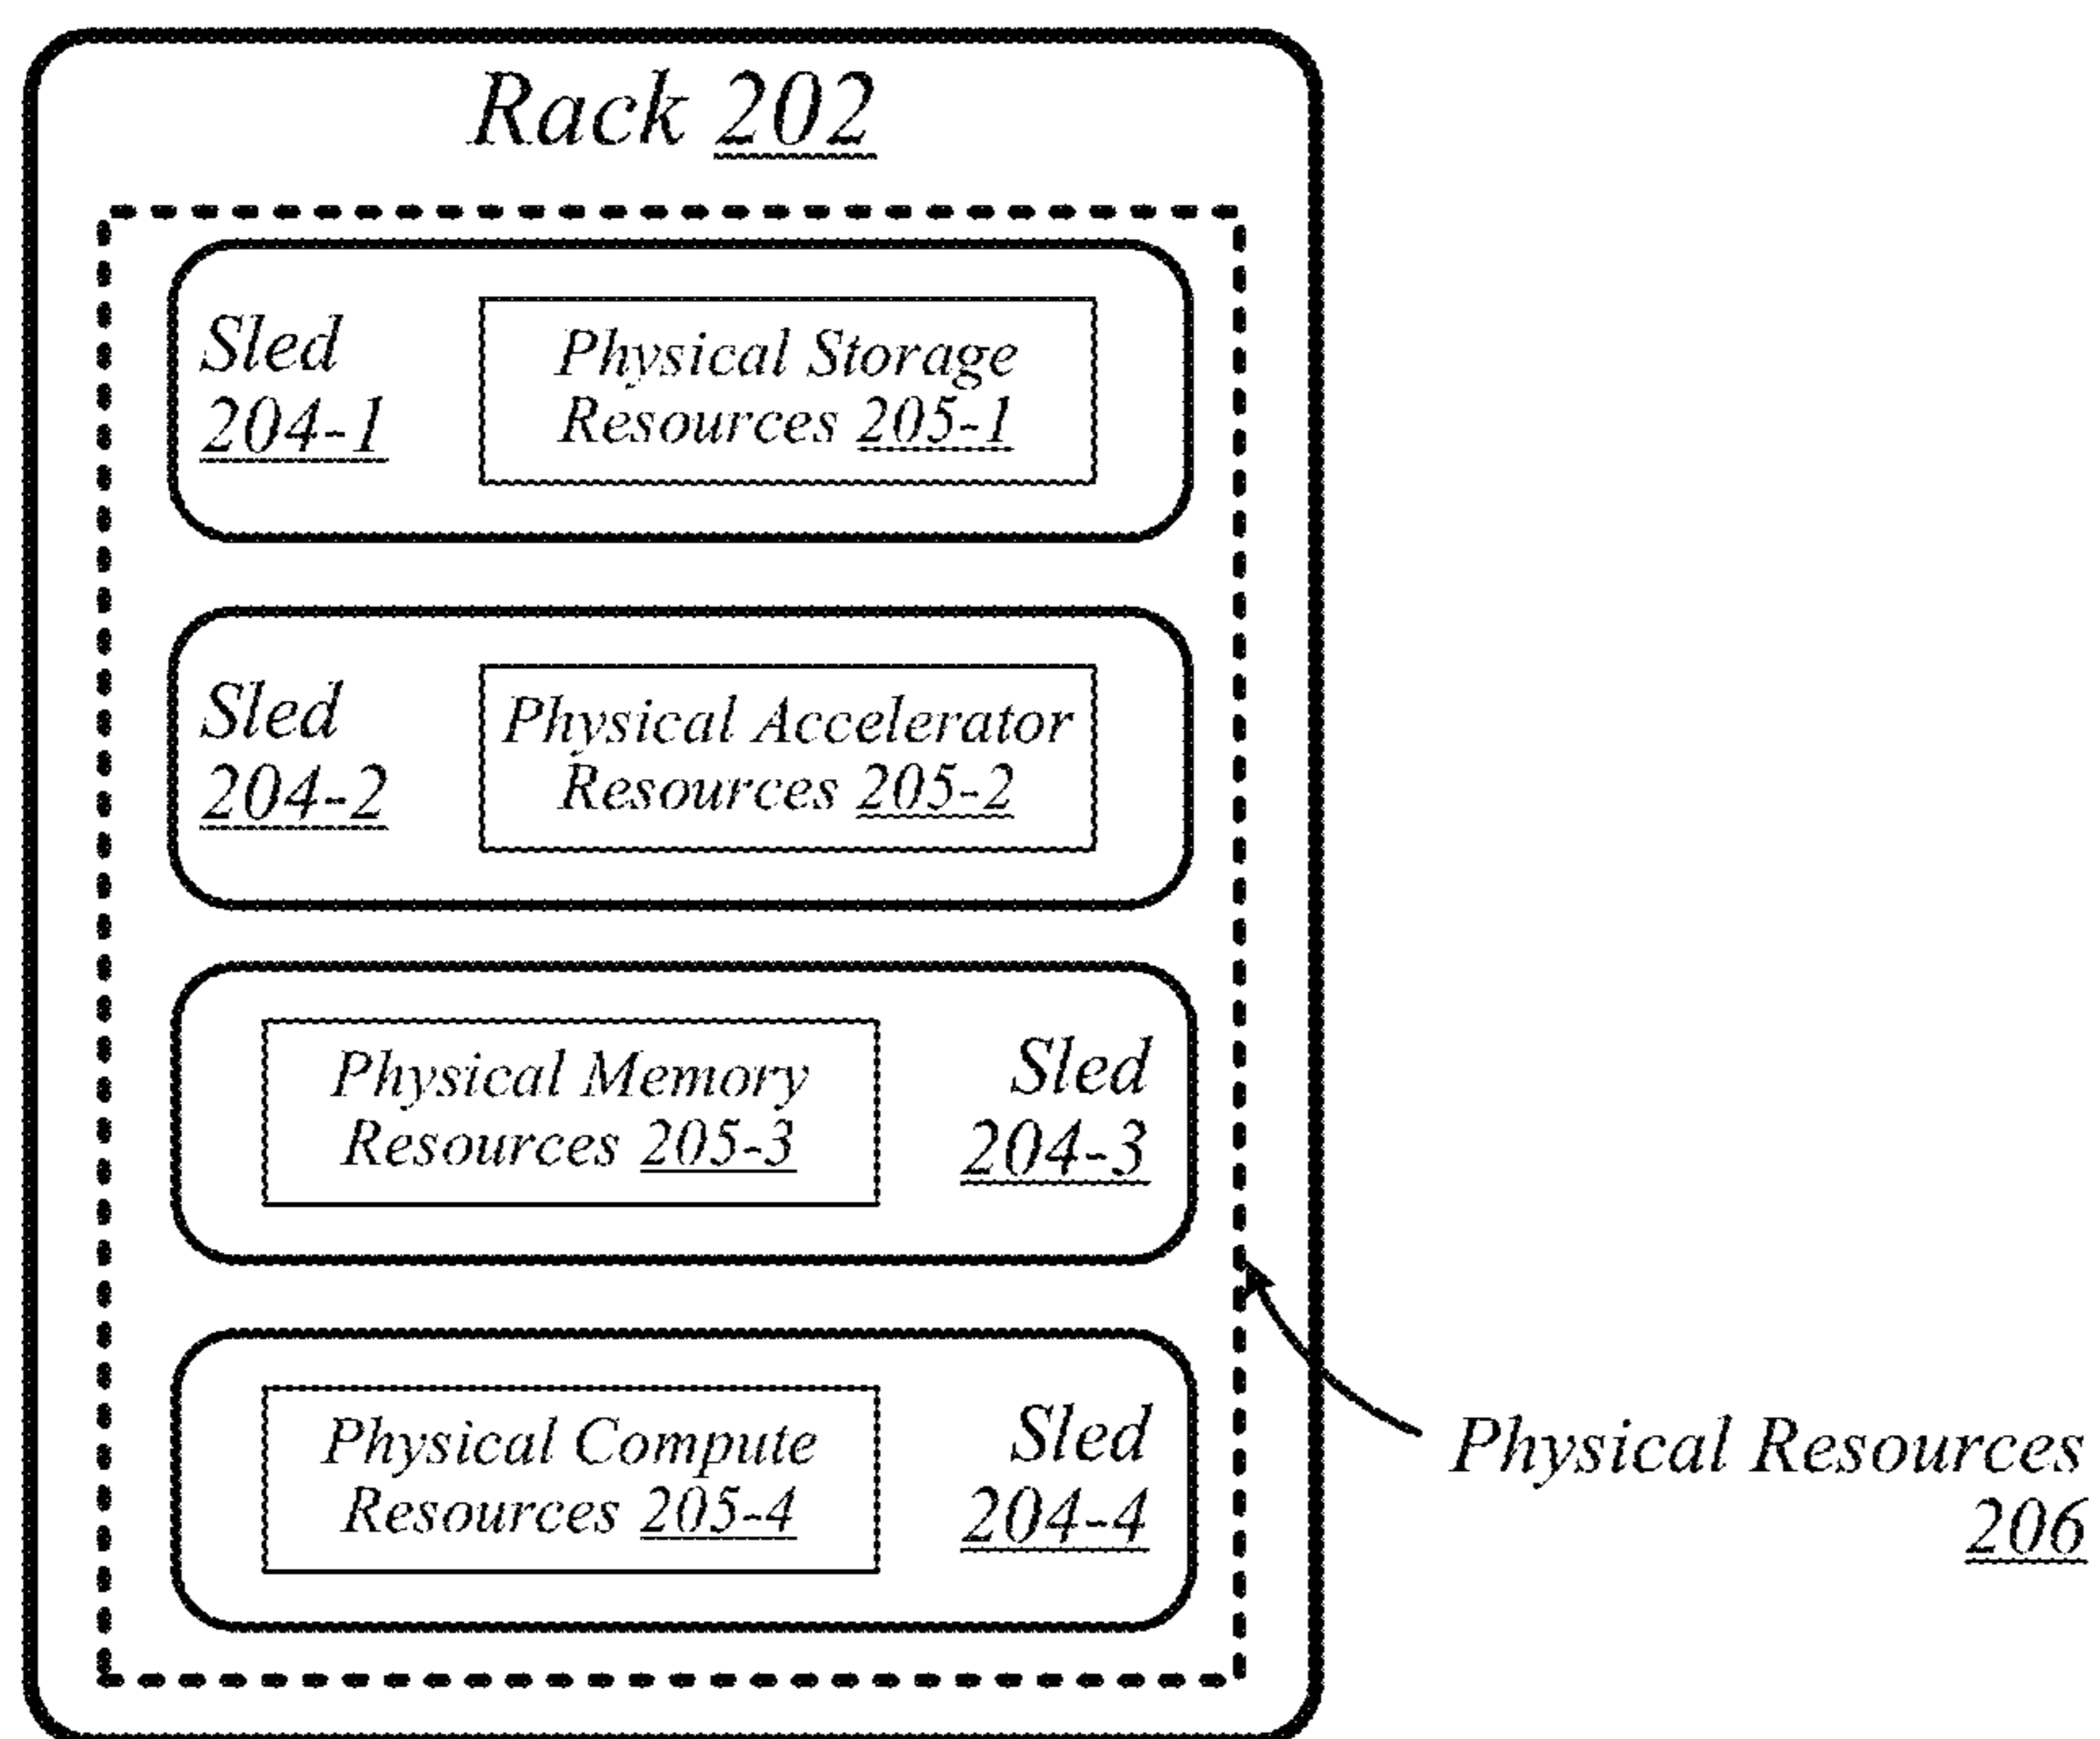 Rack 202
Sled
204-1
Physical Storage
Resources 205-1
Sled
204-2
Physical Accelerator
Resources 205-2
Physical Memory
Resources 205-3
Sled
204-3
Physical Compute
Resources 205-4
Sled
204-4
Physical Resources
206